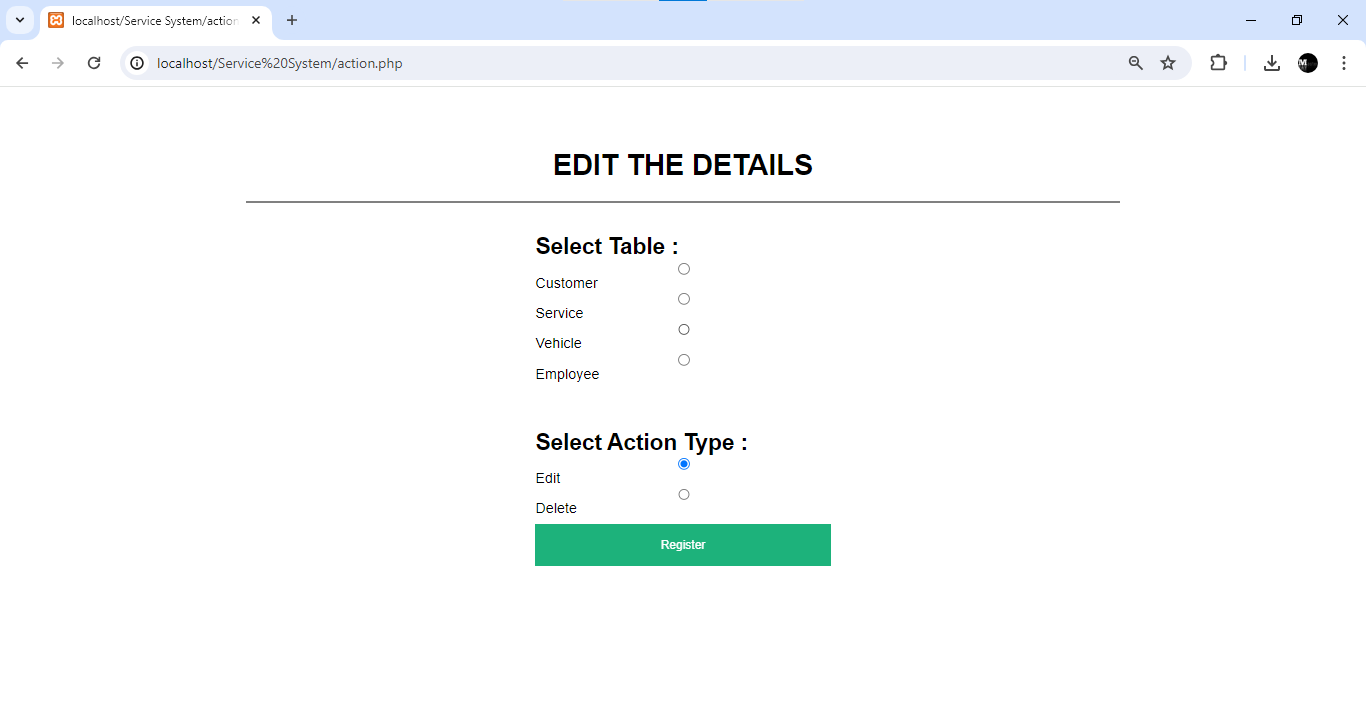 localhost/Service System/action
localhost/Service%20System/action.php
EDIT THE DETAILS
Select Table :
Customer
Service
Vehicle
Employee
Select Action Type :
Edit
Delete
Register